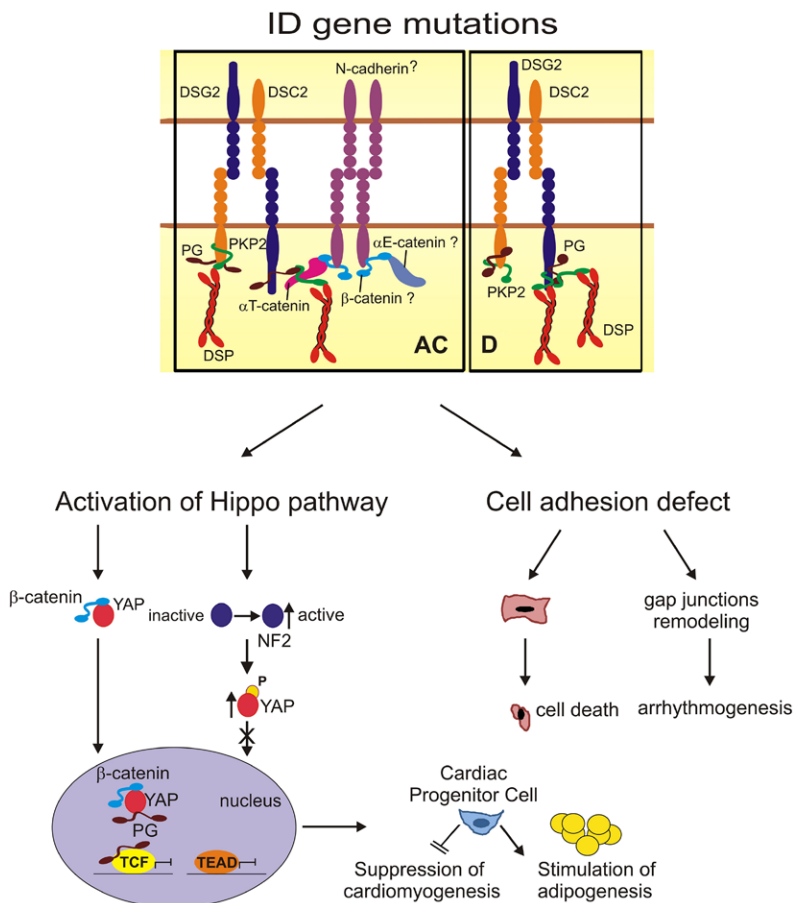 ID gene mutations
DSG2
DSC2
N-cadherin?
PG
PKP2
αT-catenin
β-catenin ?
αE-catenin ?
DSP
AC
DSG2
DSC2
PG
PKP2
DSP
D
Activation of Hippo pathway
Cell adhesion defect
β-catenin
YAP
inactive
active
NF2
P
YAP
gap junctions
remodeling
cell death
arrhythmogenesis
β-catenin
YAP
PG
nucleus
TCF
TEAD
Cardiac
Progenitor Cell
Suppression of
cardiomyogenesis
Stimulation of
adipogenesis